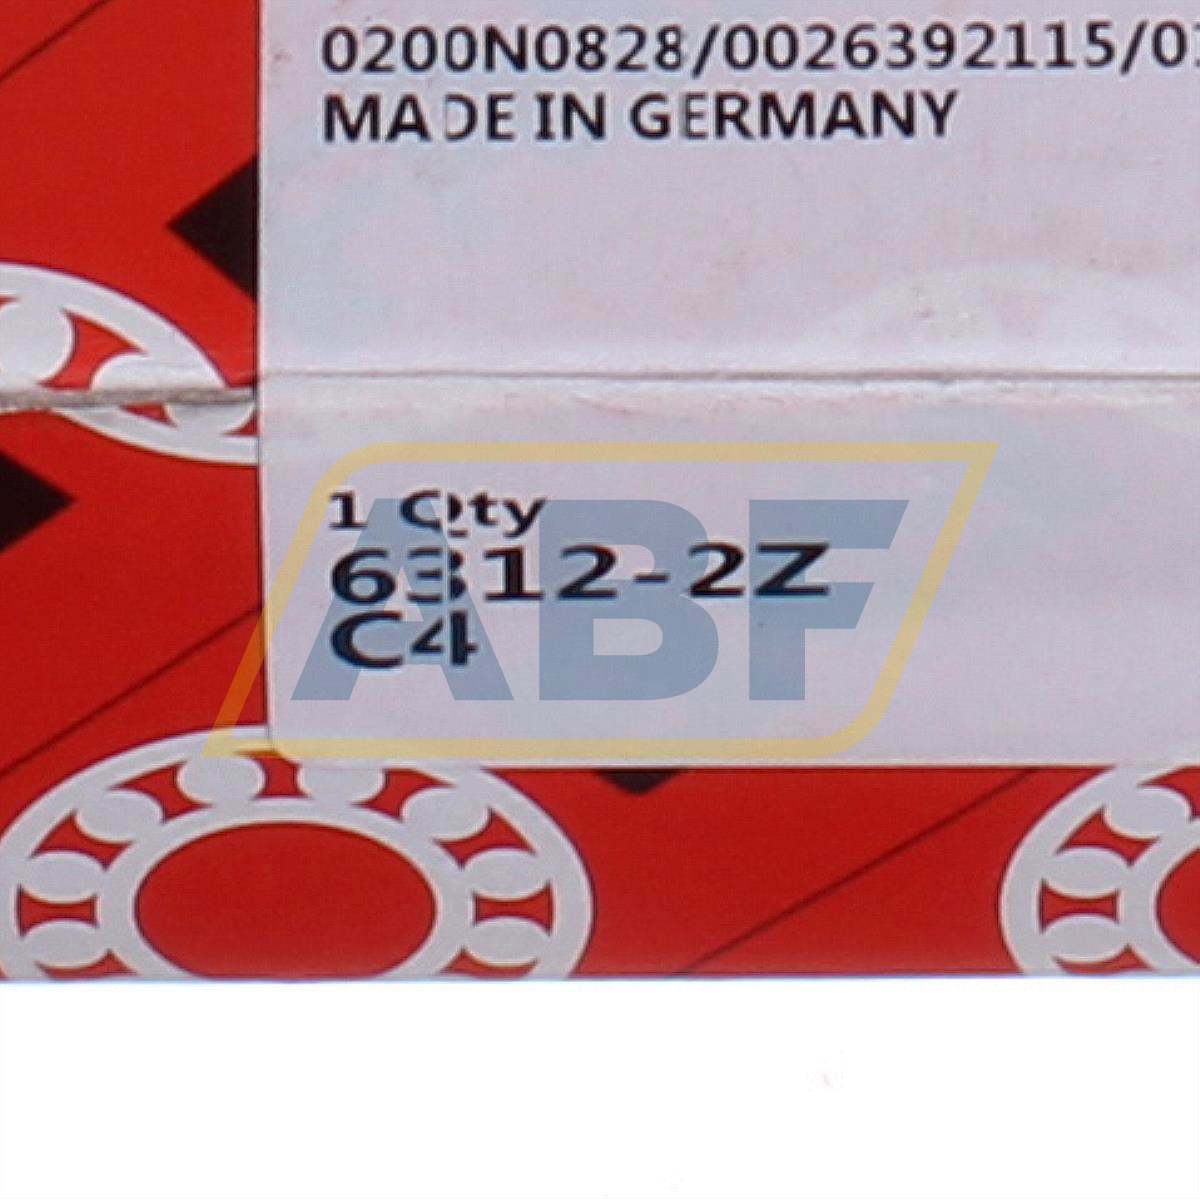 0200N0828/0026392115/0
MADE IN GERMANY
1 Qty
6312-2Z
C4
ABF